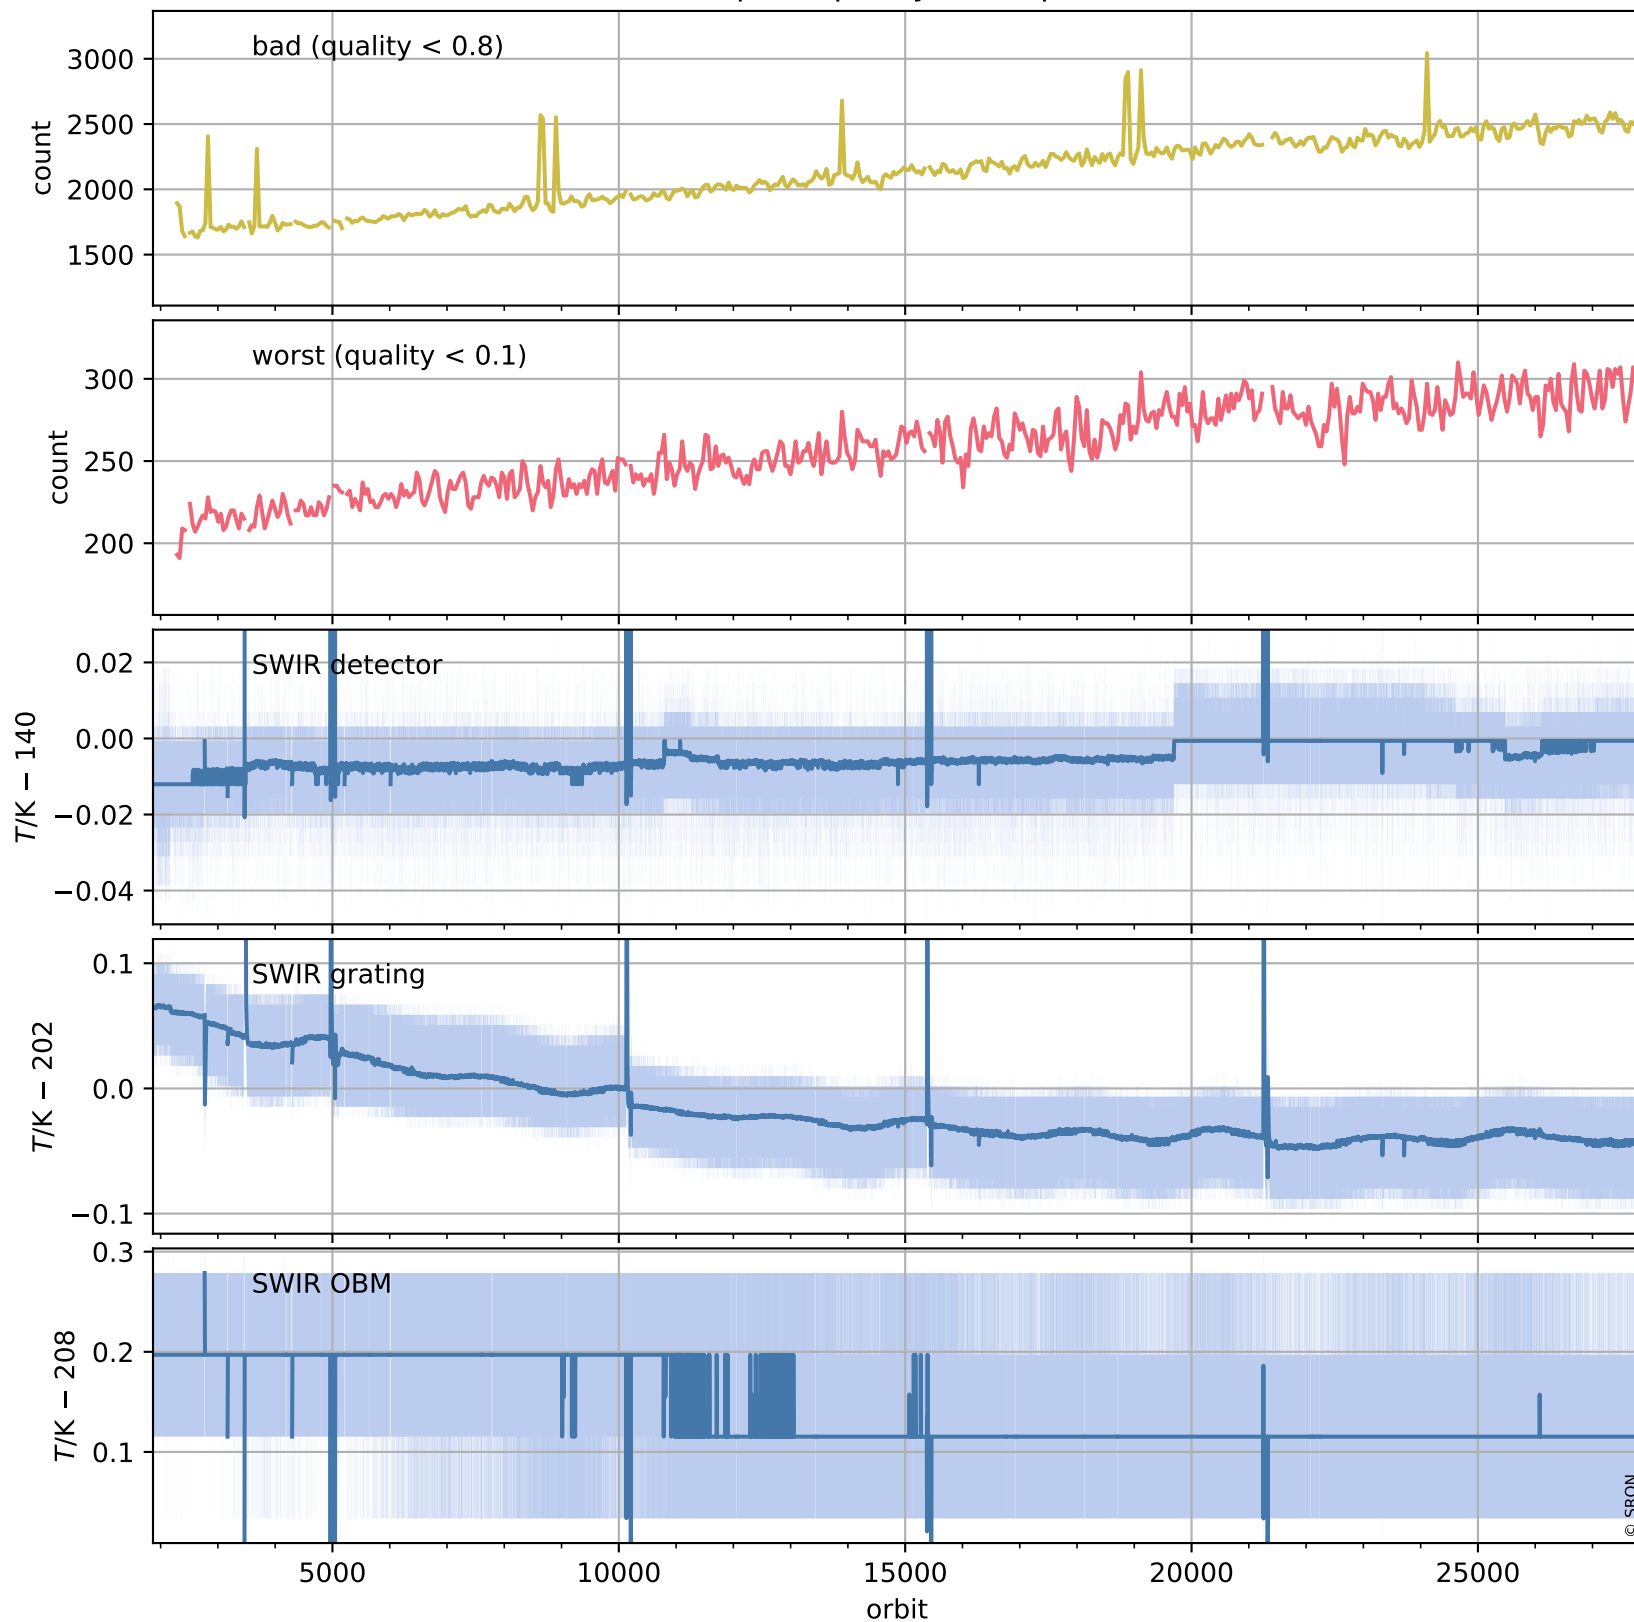 bad (quality < 0.8)
3000
2500
2000
1500
count
worst (quality < 0.1)
300
250
200
count
SWIR detector
0.02
0.00
−0.02
−0.04
T/K − 140
SWIR grating
0.1
0.0
−0.1
T/K − 202
SWIR OBM
0.3
0.2
0.1
T/K − 208
© SRON
5000 10000 15000 20000 25000
orbit